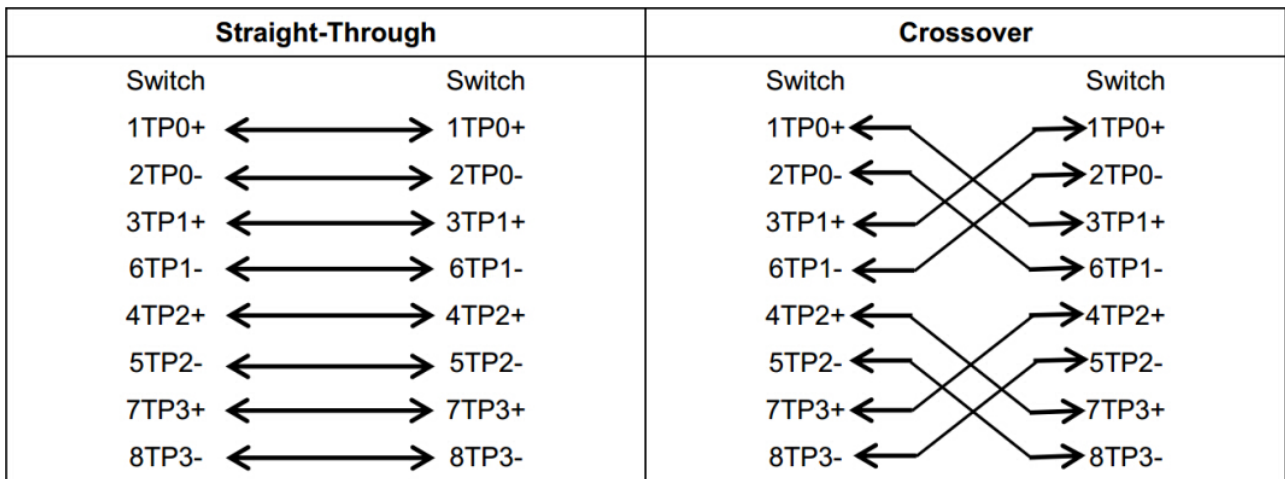 Straight-Through Crossover
Switch Switch Switch Switch
1TP0+ 1TP0+ 1TP0+ 1TP0+
2TP0- 2TP0- 2TP0- 2TP0-
3TP1+ 3TP1+ 3TP1+ 3TP1+
6TP1- 6TP1- 6TP1- 6TP1-
4TP2+ 4TP2+ 4TP2+ 4TP2+
5TP2- 5TP2- 5TP2- 5TP2-
7TP3+ 7TP3+ 7TP3+ 7TP3+
8TP3- 8TP3- 8TP3- 8TP3-